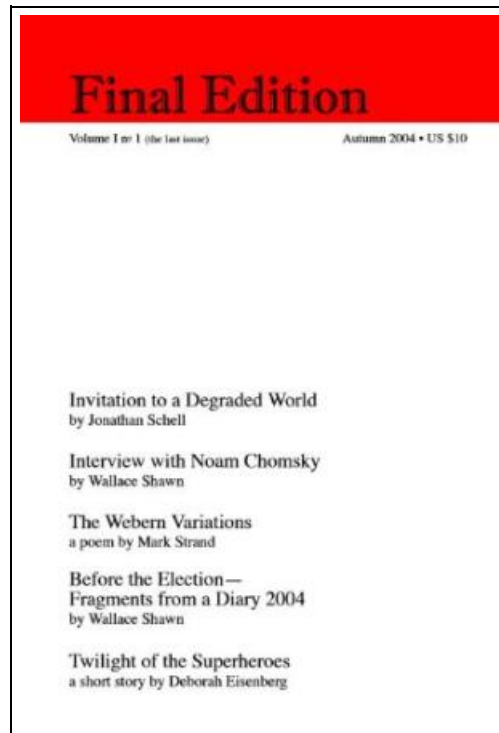 Final Edition
Volume I nº 1 (the last issue) Autumn 2004 • US $10
Invitation to a Degraded World
by Jonathan Schell
Interview with Noam Chomsky
by Wallace Shawn
The Webern Variations
a poem by Mark Strand
Before the Election—
Fragments from a Diary 2004
by Wallace Shawn
Twilight of the Superheroes
a short story by Deborah Eisenberg